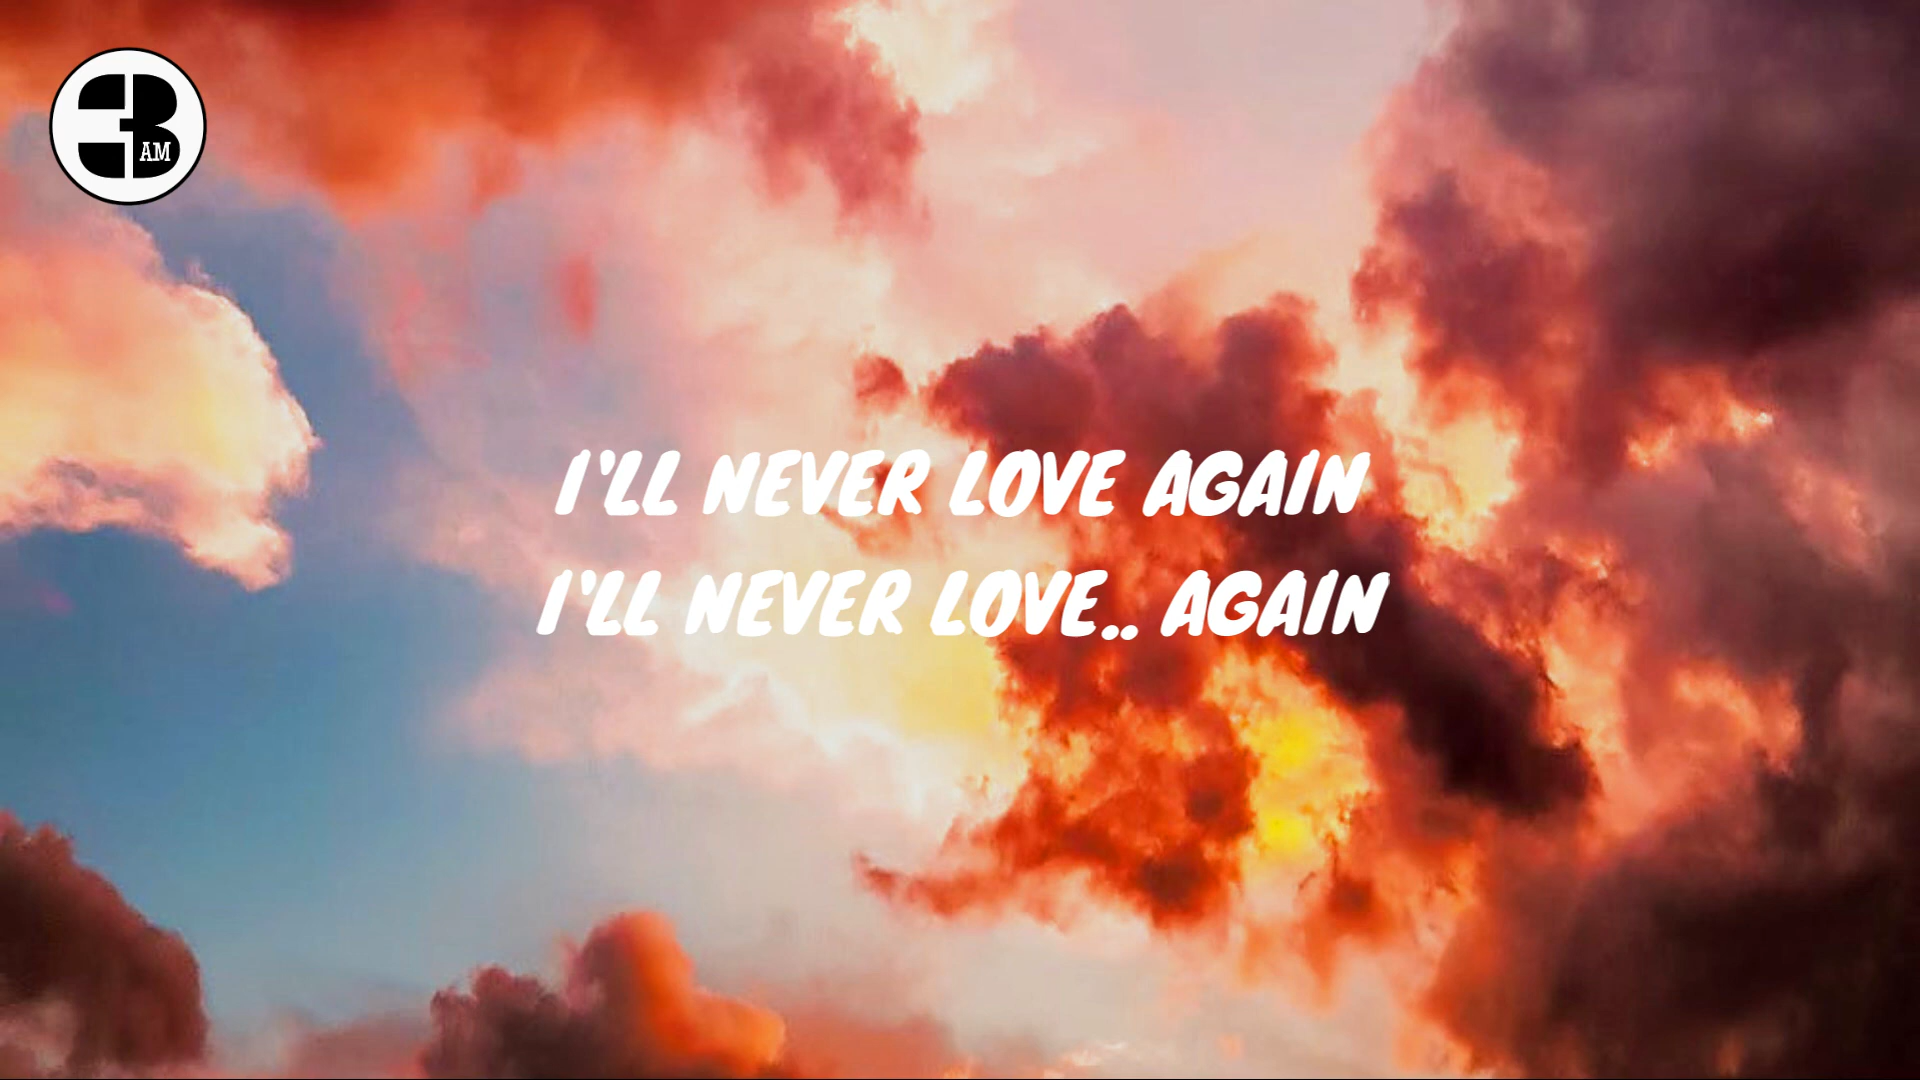 3
AM
I'LL NEVER LOVE AGAIN
I'LL NEVER LOVE.. AGAIN